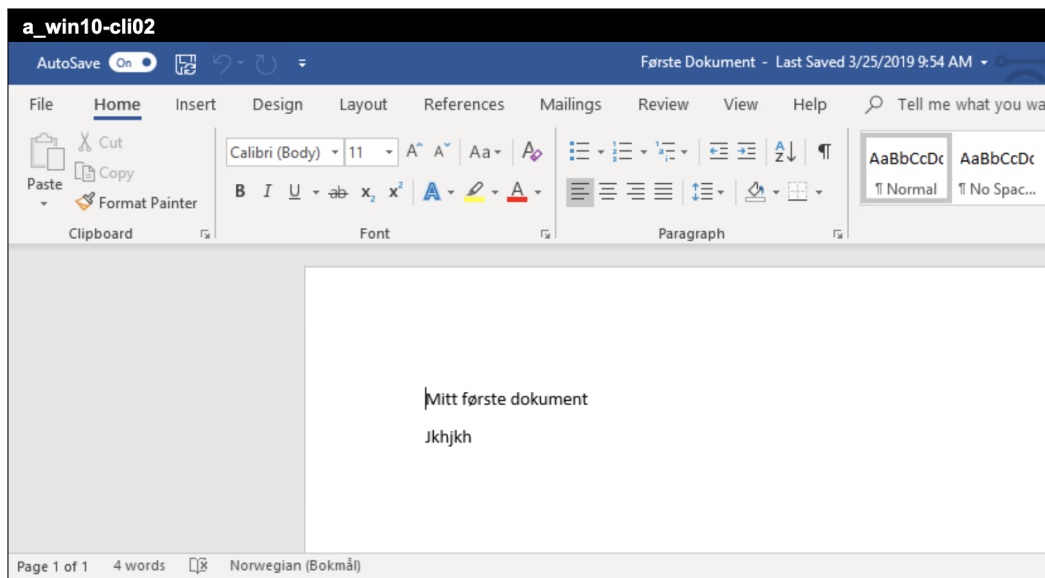 a_win10-cli02
AutoSave On Første Dokument - Last Saved 3/25/2019 9:54 AM
File Home Insert Design Layout References Mailings Review View Help Tell me what you wa
Cut
Copy
Paste
Format Painter
Clipboard
Calibri (Body) 11 A A Aa A
B I U ab x₂ x² A A
Font
A Z
Paragraph
AaBbCcDc AaBbCcDc
¶ Normal ¶ No Spac...
Mitt første dokument
Jkhjkh
Page 1 of 1 4 words Norwegian (Bokmål)